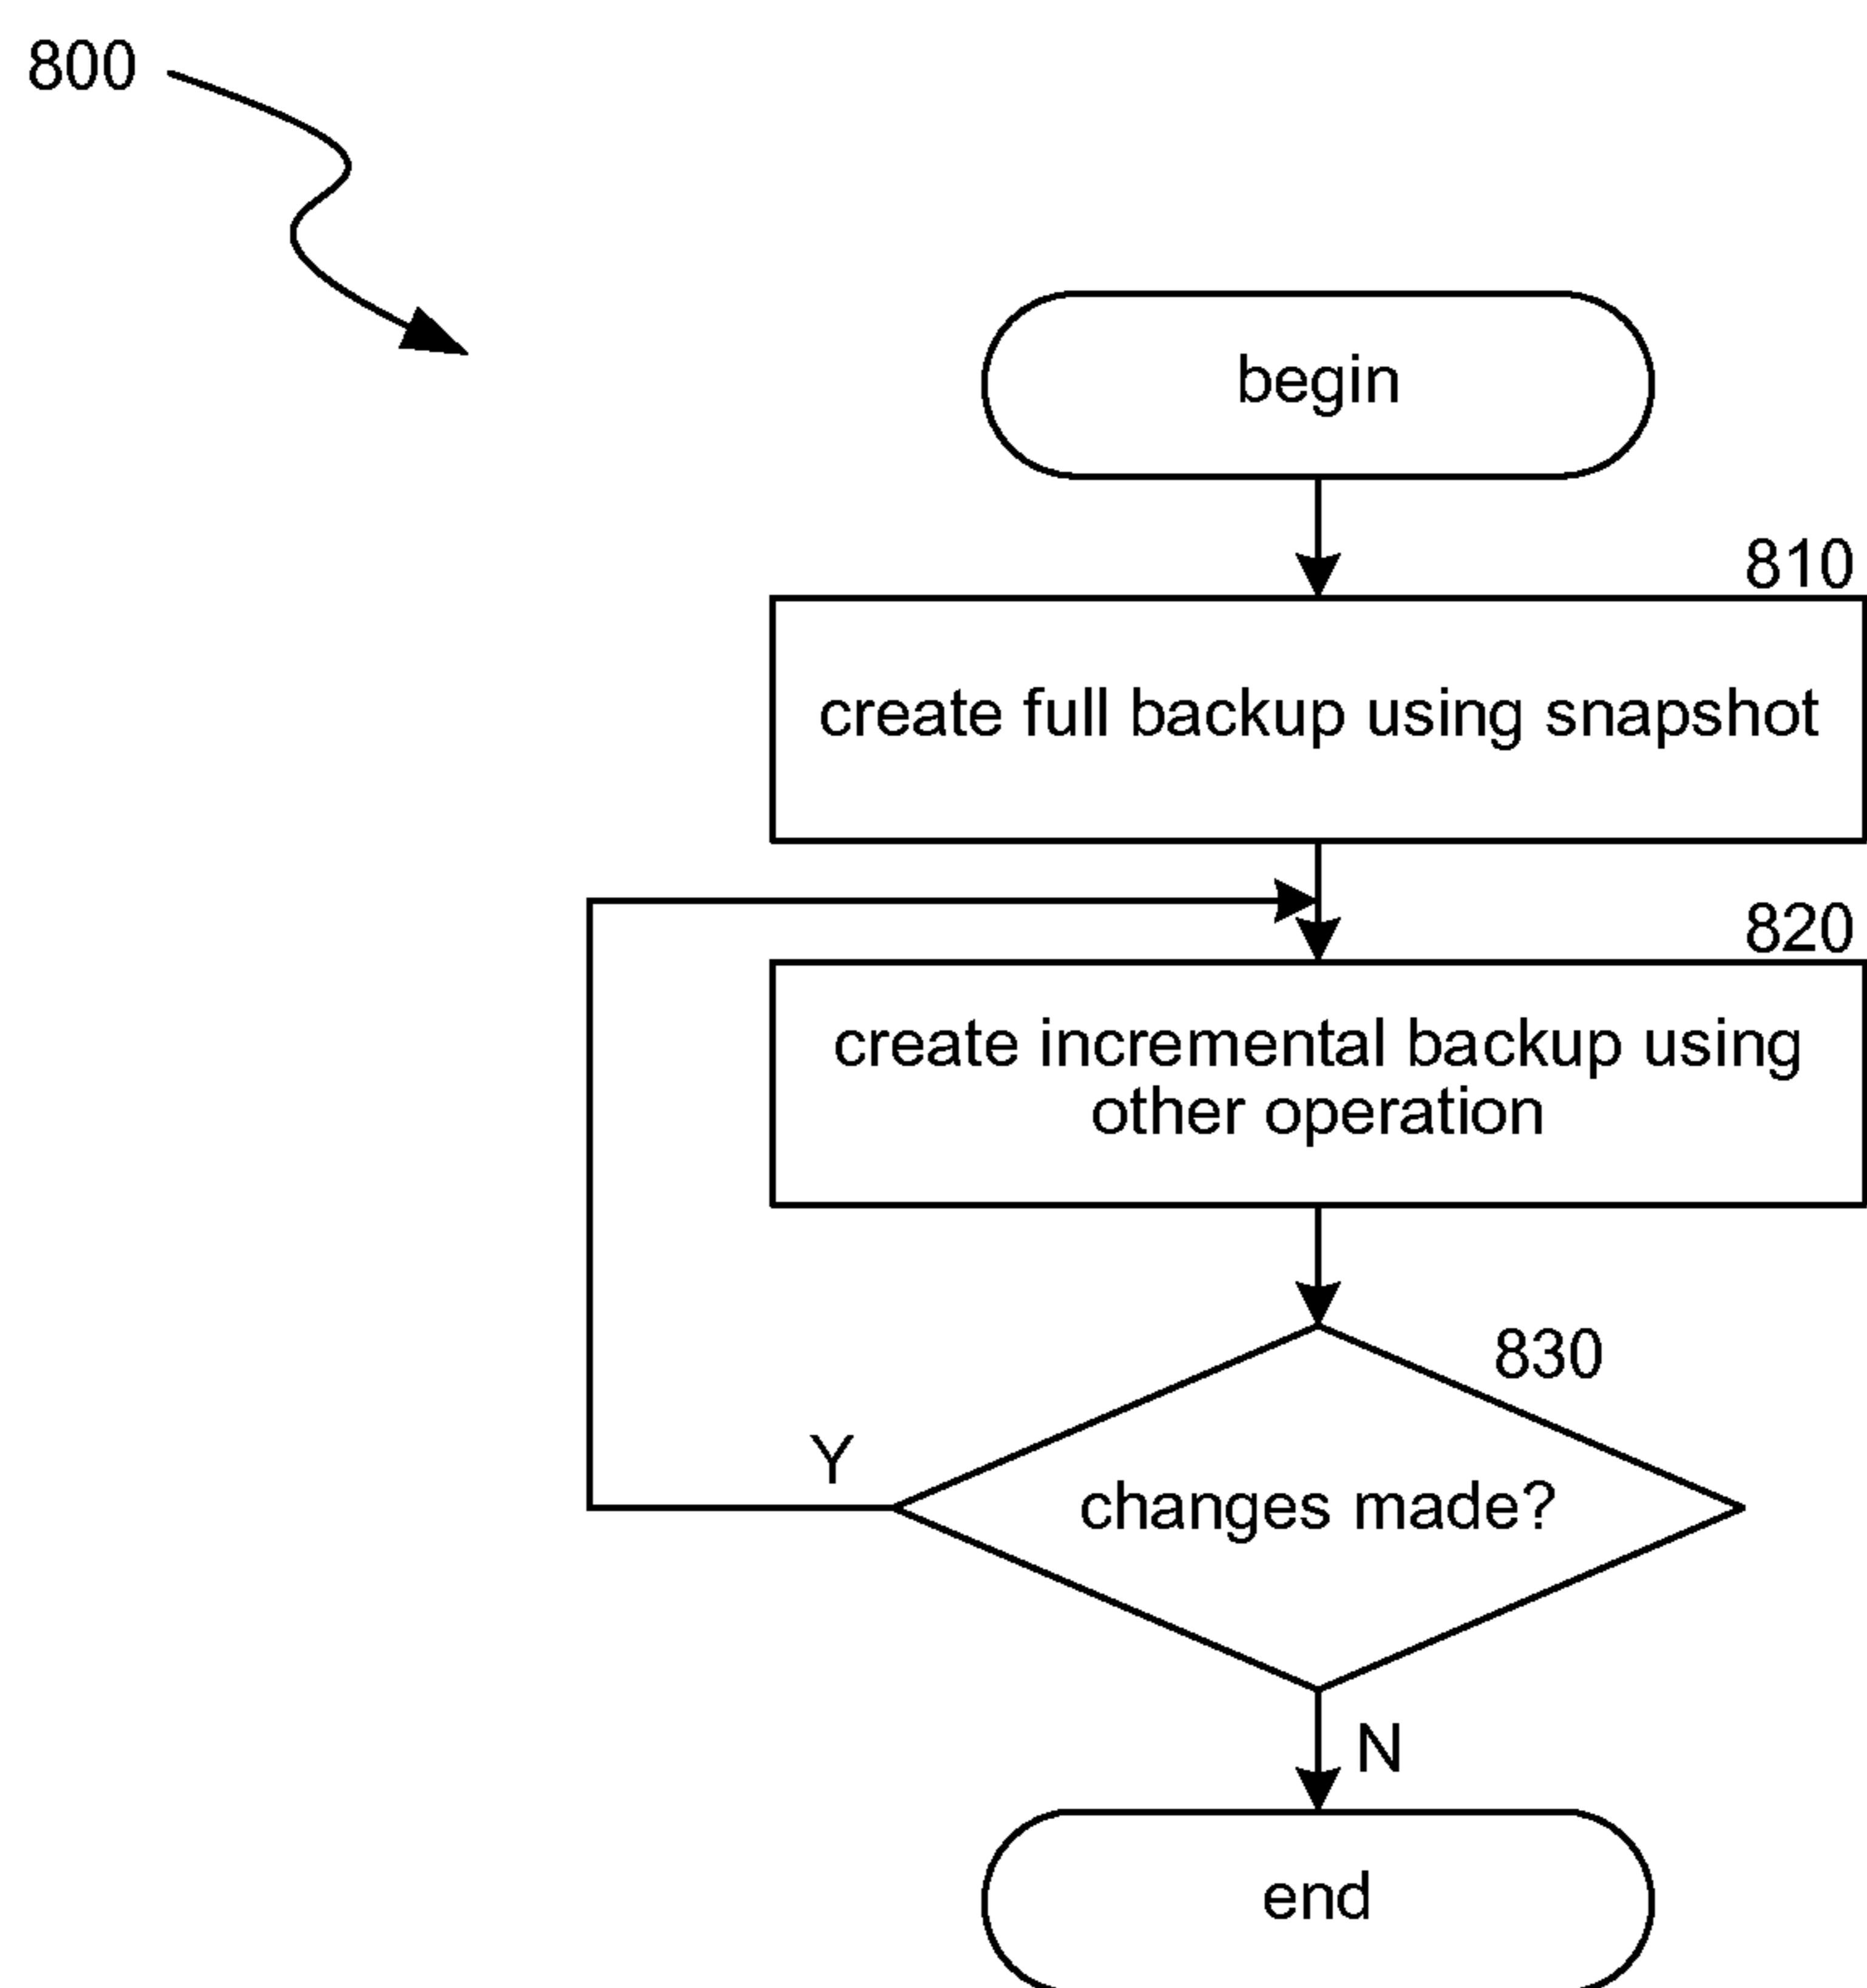 800
begin
810
create full backup using snapshot
820
create incremental backup using
other operation
830
changes made?
Y
N
end